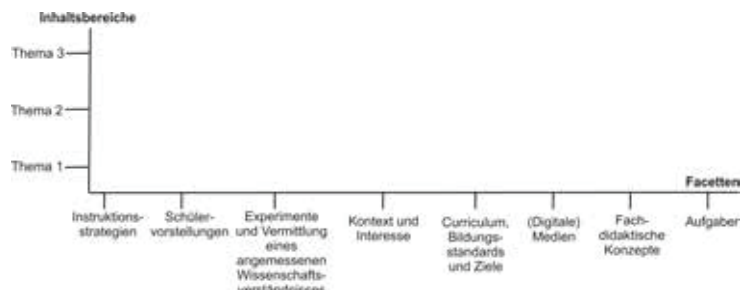 Inhaltsbereiche
Thema 3
Thema 2
Thema 1
Facetten
Instruktions-
strategien
Schüler-
vorstellungen
Experimente
und Vermittlung
eines
angemessenen
Wissenschafts-
verständnisses
Kontext und
Interesse
Curriculum,
Bildungs-
standards
und Ziele
(Digitale)
Medien
Fach-
didaktische
Konzepte
Aufgaben